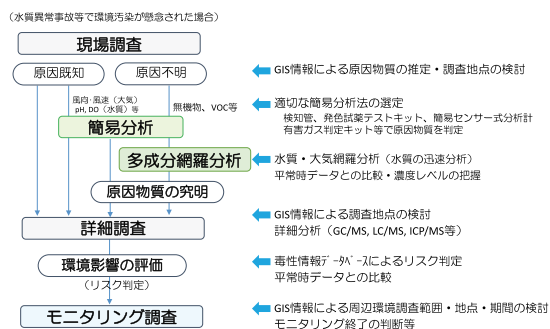 (水質異常事故等で環境汚染が懸念された場合)
現場調査
原因既知
原因不明
GIS情報による原因物質の推定・調査地点の検討
風向・風速(大気)
pH, DO(水質)等
無機物、VOC等
適切な簡易分析法の選定
検知管、発色試薬テストキット、簡易センサー式分析計
有害ガス判定キット等で原因物質を判定
簡易分析
多成分網羅分析
水質・大気網羅分析(水質の迅速分析)
平常時データとの比較・濃度レベルの把握
原因物質の究明
詳細調査
GIS情報による調査地点の検討
詳細分析(GC/MS, LC/MS, ICP/MS等)
環境影響の評価
(リスク判定)
毒性情報データベースによるリスク判定
平常時データとの比較
モニタリング調査
GIS情報による周辺環境調査範囲・地点・期間の検討
モニタリング終了の判断等